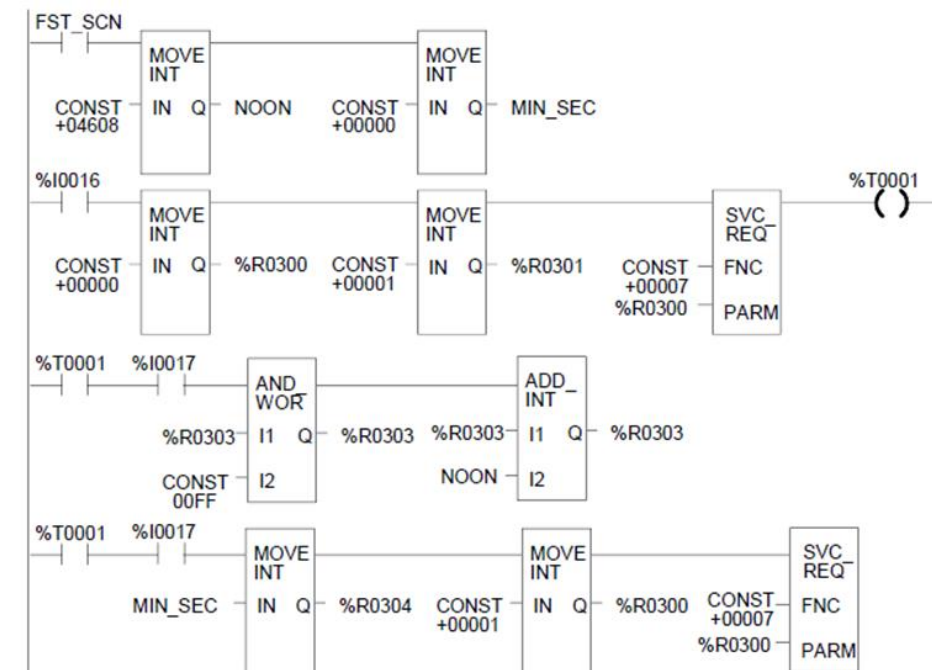 FST_SCN
MOVE INT MOVE INT
CONST +04608 IN Q NOON CONST +00000 IN Q MIN_SEC
%I0016 %T0001
MOVE INT MOVE INT SVC_ REQ
CONST +00000 IN Q %R0300 CONST +00001 IN Q %R0301 CONST +00007 FNC
%R0300 PARM
%T0001 %I0017
AND_ WOR ADD_ INT
%R0303 I1 Q %R0303 %R0303 I1 Q %R0303
CONST 00FF I2 NOON I2
%T0001 %I0017
MOVE INT MOVE INT SVC_ REQ
MIN_SEC IN Q %R0304 CONST +00001 IN Q %R0300 CONST +00007 FNC
%R0300 PARM